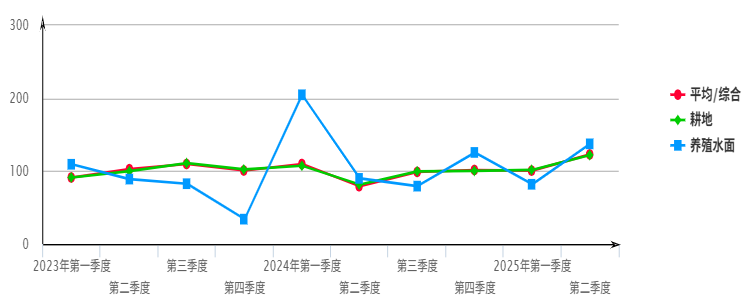 300
200
100
0
2023年第一季度
第二季度
第三季度
第四季度
2024年第一季度
第二季度
第三季度
第四季度
2025年第一季度
第二季度
平均/综合
耕地
养殖水面